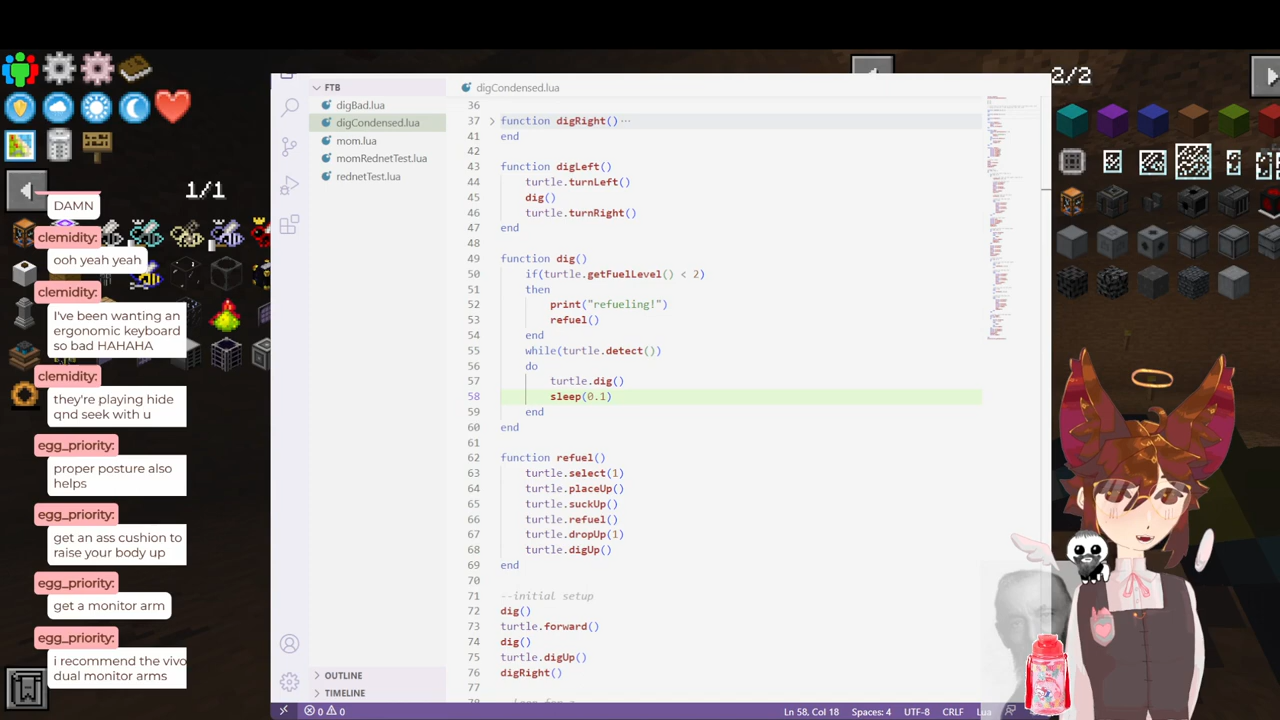 2/2
1/1
DAMN
clemidity:
ooh yeah yeah
clemidity:
I've been wanting an
ergonomic keyboard
so bad HAHAHA
clemidity:
they're playing hide
qnd seek with u
egg_priority:
proper posture also
helps
egg_priority:
get an ass cushion to
raise your body up
egg_priority:
get a monitor arm
egg_priority:
i recommend the vivo
dual monitor arms
FTB
digBad.lua
digCondensed.lua
mom.lua
momRednetTest.lua
rednetTest.lua
OUTLINE
TIMELINE
digCondensed.lua
36 function digRight() ···
41 end
42
43 function digLeft()
44 turtle.turnLeft()
45 dig()
46 turtle.turnRight()
47 end
48
49 function dig()
50 if(turtle.getFuelLevel() < 2)
51 then
52 print("refueling!")
53 refuel()
54 end
55 while(turtle.detect())
56 do
57 turtle.dig()
58 sleep(0.1)
59 end
60 end
61
62 function refuel()
63 turtle.select(1)
64 turtle.placeUp()
65 turtle.suckUp()
66 turtle.refuel()
67 turtle.dropUp(1)
68 turtle.digUp()
69 end
70
71 --initial setup
72 dig()
73 turtle.forward()
74 dig()
75 turtle.digUp()
76 digRight()
77
0 0 Ln 58, Col 18 Spaces: 4 UTF-8 CRLF Lua